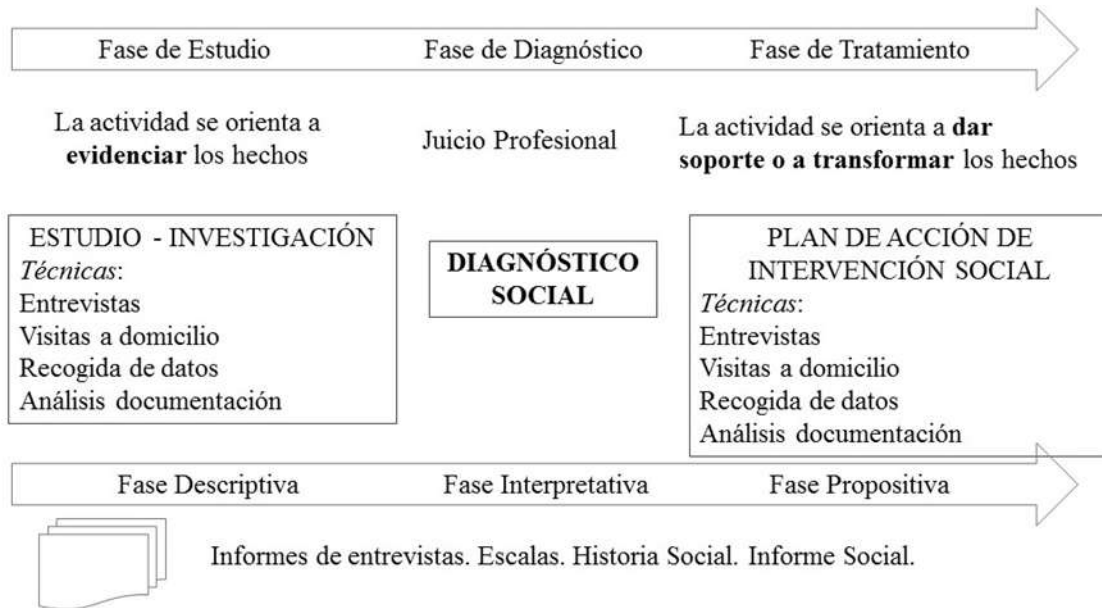 Fase de Estudio
Fase de Diagnóstico
Fase de Tratamiento
La actividad se orienta a
evidenciar los hechos
Juicio Profesional
La actividad se orienta a dar
soporte o a transformar los hechos
ESTUDIO - INVESTIGACIÓN
Técnicas:
Entrevistas
Visitas a domicilio
Recogida de datos
Análisis documentación
DIAGNÓSTICO
SOCIAL
PLAN DE ACCIÓN DE
INTERVENCIÓN SOCIAL
Técnicas:
Entrevistas
Visitas a domicilio
Recogida de datos
Análisis documentación
Fase Descriptiva
Fase Interpretativa
Fase Propositiva
Informes de entrevistas. Escalas. Historia Social. Informe Social.